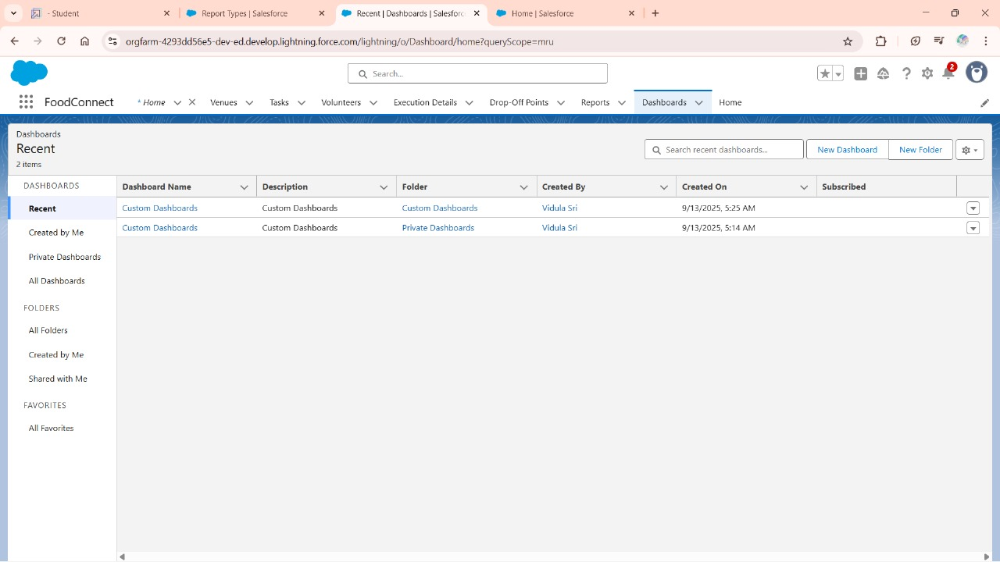 - Student
Report Types | Salesforce
Recent | Dashboards | Salesforc
Home | Salesforce
orgfarm-4293dd56e5-dev-ed.develop.lightning.force.com/lightning/o/Dashboard/home?queryScope=mru
Search...
2
FoodConnect
* Home
Venues
Tasks
Volunteers
Execution Details
Drop-Off Points
Reports
Dashboards
Home
Dashboards
Recent
2 items
Search recent dashboards...
New Dashboard
New Folder
DASHBOARDS
Recent
Created by Me
Private Dashboards
All Dashboards
FOLDERS
All Folders
Created by Me
Shared with Me
FAVORITES
All Favorites
Dashboard Name Description Folder Created By Created On Subscribed
Custom Dashboards Custom Dashboards Custom Dashboards Vidula Sri 9/13/2025, 5:25 AM
Custom Dashboards Custom Dashboards Private Dashboards Vidula Sri 9/13/2025, 5:14 AM